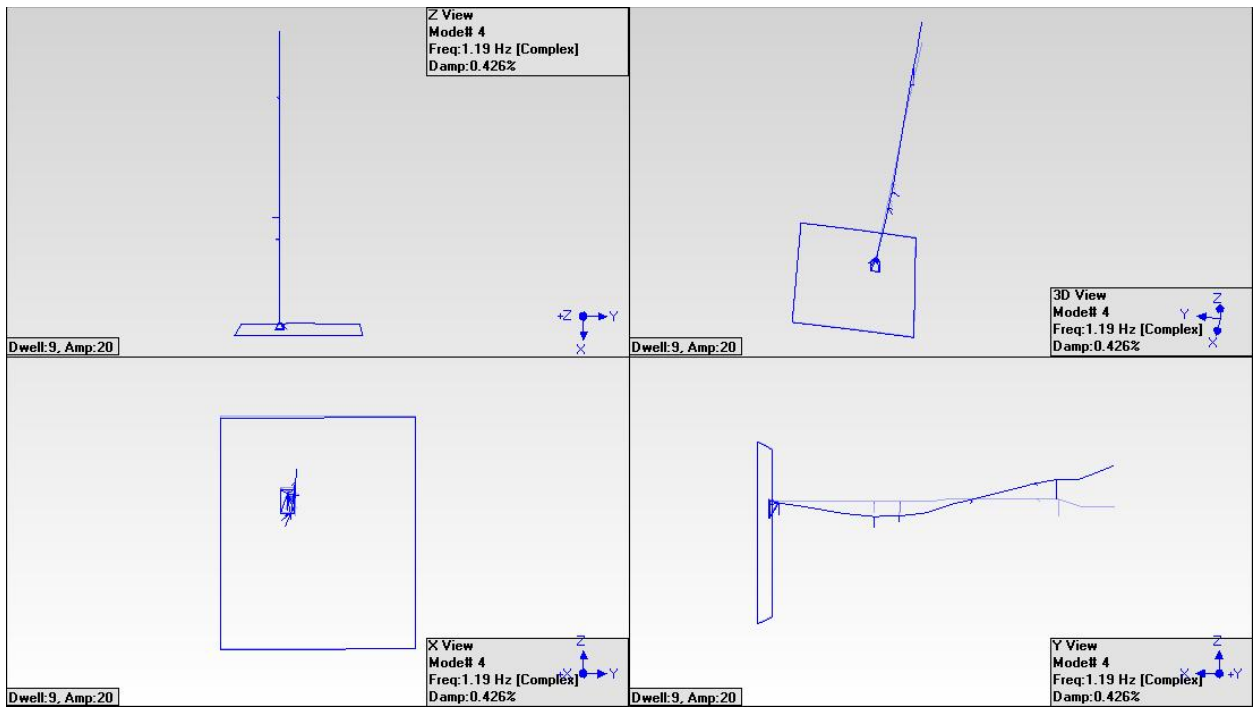 Z View
Mode# 4
Freq:1.19 Hz [Complex]
Damp:0.426%
+Z Y
X
Dwell:9, Amp:20
3D View
Mode# 4
Freq:1.19 Hz [Complex]
Damp:0.426%
Z
Y
X
Dwell:9, Amp:20
X View
Mode# 4
Freq:1.19 Hz [Complex]
Damp:0.426%
Z
+X Y
Dwell:9, Amp:20
Y View
Mode# 4
Freq:1.19 Hz [Complex]
Damp:0.426%
Z
X +Y
Dwell:9, Amp:20